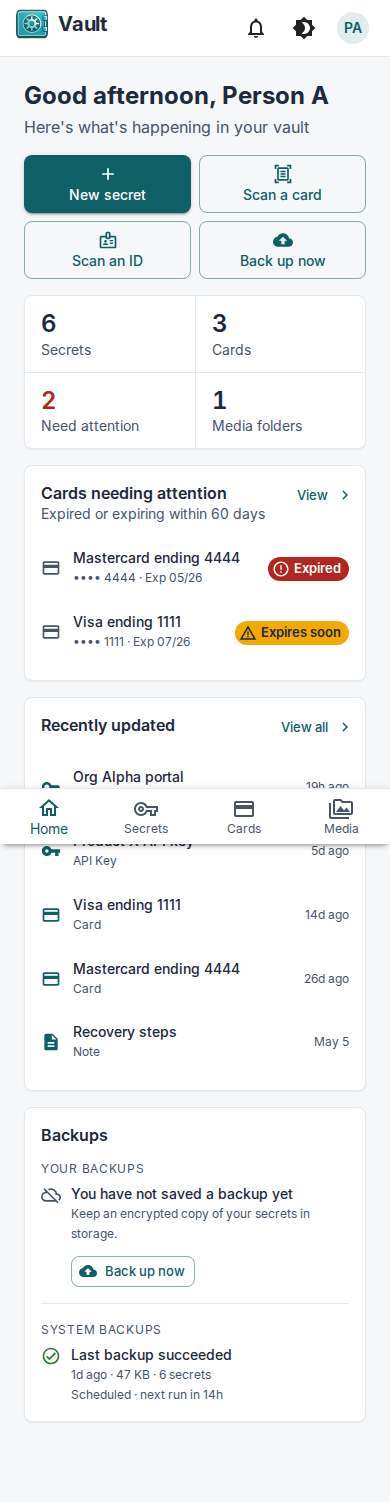 Vault
PA
Good afternoon, Person A
Here's what's happening in your vault
New secret
Scan a card
Scan an ID
Back up now
6
Secrets
3
Cards
2
Need attention
1
Media folders
Cards needing attention
View
Expired or expiring within 60 days
Mastercard ending 4444
•••• 4444 · Exp 05/26
Expired
Visa ending 1111
•••• 1111 · Exp 07/26
Expires soon
Recently updated
View all
Org Alpha portal
19h ago
Home
Secrets
Cards
Media
Product X API key
API Key
5d ago
Visa ending 1111
Card
14d ago
Mastercard ending 4444
Card
26d ago
Recovery steps
Note
May 5
Backups
YOUR BACKUPS
You have not saved a backup yet
Keep an encrypted copy of your secrets in
storage.
Back up now
SYSTEM BACKUPS
Last backup succeeded
1d ago · 47 KB · 6 secrets
Scheduled · next run in 14h